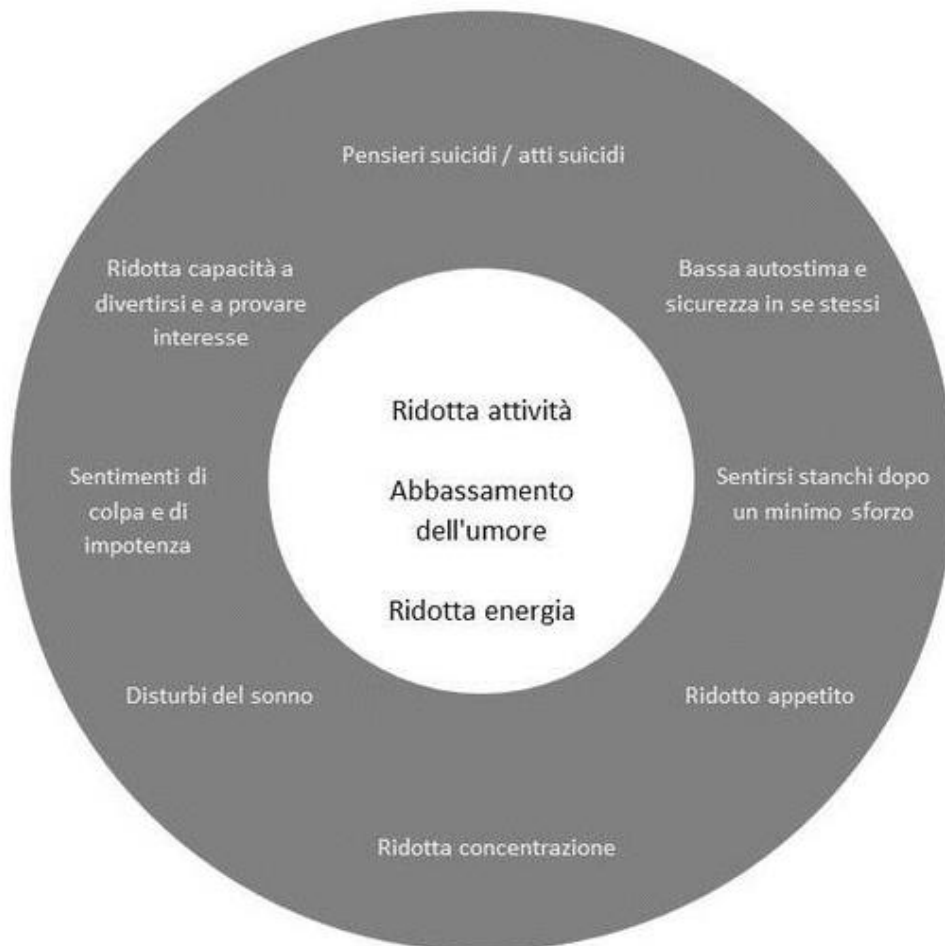 Pensieri suicidi / atti suicidi
Ridotta capacità a
divertirsi e a provare
interesse
Bassa autostima e
sicurezza in se stessi
Ridotta attività
Abbassamento
dell'umore
Ridotta energia
Sentimenti di
colpa e di
impotenza
Sentirsi stanchi dopo
un minimo sforzo
Disturbi del sonno
Ridotto appetito
Ridotta concentrazione